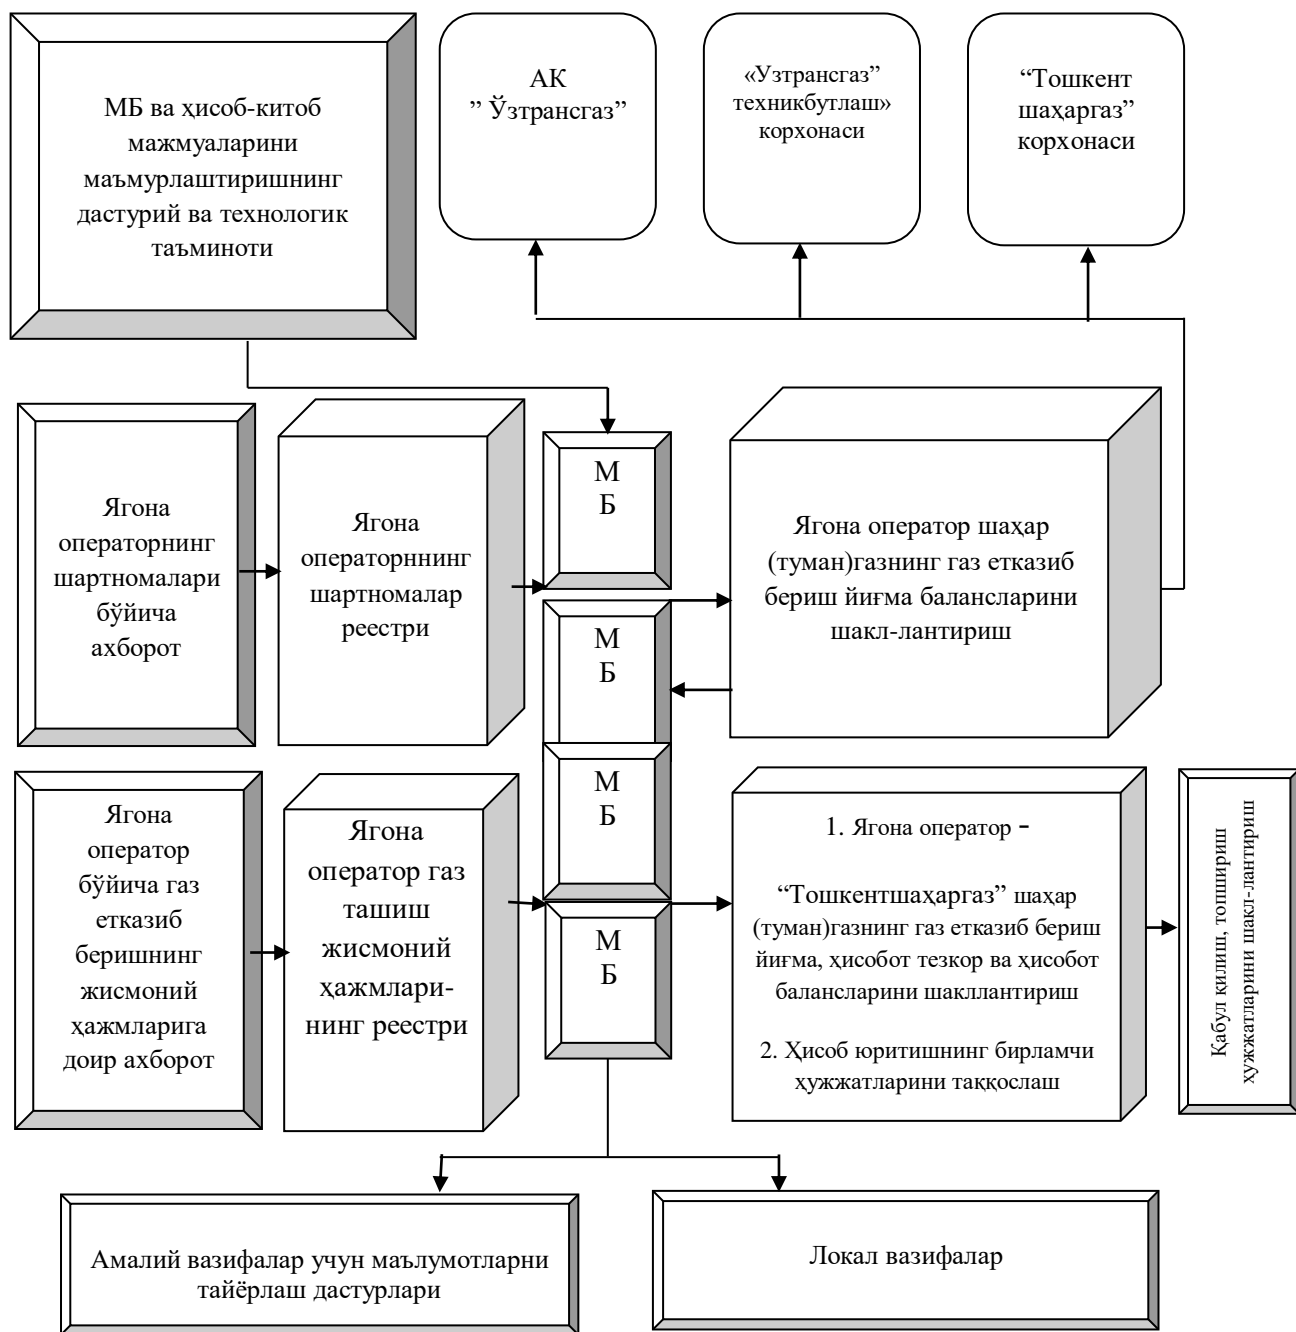 МБ ва ҳисоб-китоб
мажмуаларини
маъмурлаштиришнинг
дастурий ва технологик
таъминоти
АК
” Ўзтрансгаз”
«Узтрансгаз”
техникбутлаш»
корхонаси
“Тошкент
шаҳаргаз”
корхонаси
Ягона
операторнинг
шартномалари
бўйича
ахборот
Ягона
операторннинг
шартномалар
реестри
М
Б
Ягона оператор шаҳар
(туман)газнинг газ етказиб
бериш йиғма балансларини
шакл-лантириш
М
Б
Ягона
оператор
бўйича газ
етказиб
беришнинг
жисмоний
ҳажмларига
доир ахборот
Ягона
оператор газ
ташиш
жисмоний
ҳажмлари-
нинг реестри
М
Б
М
Б
1. Ягона оператор –
“Тошкентшаҳаргаз” шаҳар
(туман)газнинг газ етказиб бериш
йиғма, ҳисобот тезкор ва ҳисобот
балансларини шакллантириш
2. Ҳисоб юритишнинг бирламчи
ҳужжатларини таққослаш
Қабул қилиш, топшириш
ҳужжатларини шакл-лантириш
Амалий вазифалар учун маълумотларни
тайёрлаш дастурлари
Локал вазифалар